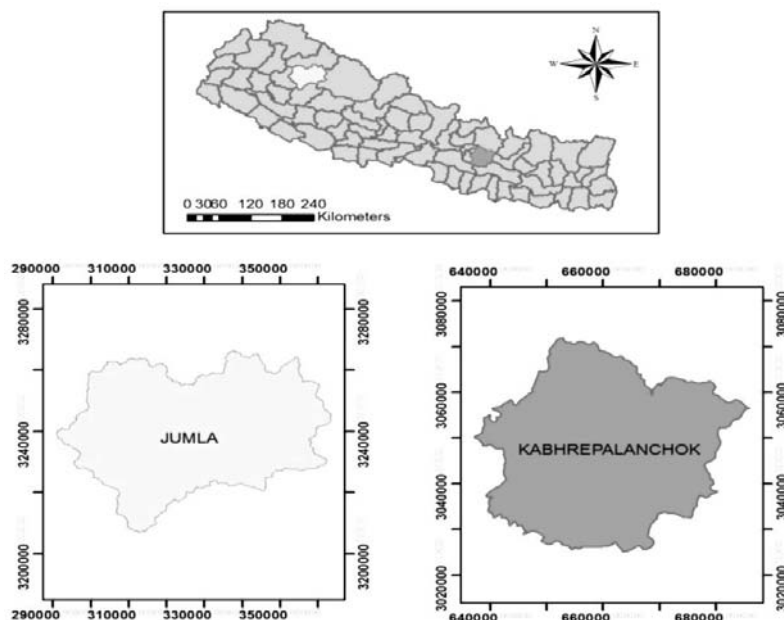 N
W E
S
0 30 60 120 180 240
Kilometers
290000 310000 330000 350000
3280000 3280000
3240000 3240000
3200000 3200000
JUMLA
290000 310000 330000 350000
640000 660000 680000
3080000 3080000
3060000 3060000
3040000 3040000
3020000 3020000
KABHREPALANCHOK
640000 660000 680000